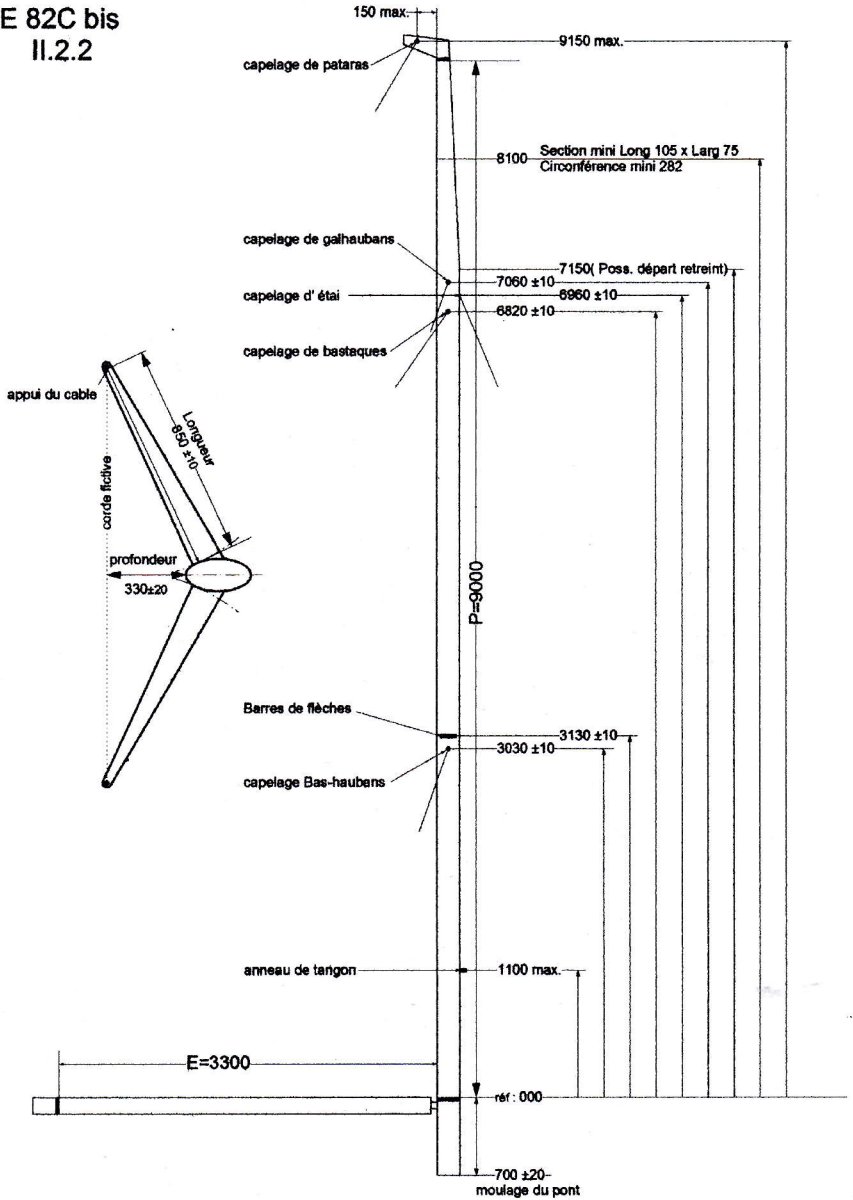 E 82C bis
II.2.2
150 max.
9150 max.
capelage de pataras
8100
Section mini Long 105 x Larg 75
Circonférence mini 282
capelage de galhaubans
7150( Poss. départ retreint)
7060 ±10
capelage d' étai
6960 ±10
6820 ±10
capelage de bastaques
appui du cable
Longueur
850 ±10
corde fictive
profondeur
330±20
P=9000
Barres de flèches
3130 ±10
3030 ±10
capelage Bas-haubans
anneau de tangon
1100 max.
E=3300
réf : 000
700 ±20
moulage du pont